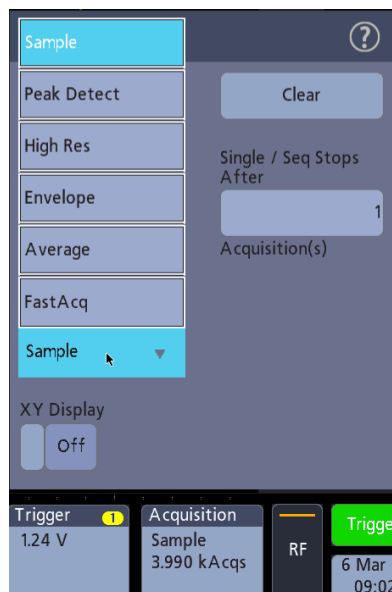 Sample
?
Peak Detect
Clear
High Res
Single / Seq Stops
After
Envelope
1
Average
Acquisition(s)
FastAcq
Sample
XY Display
Off
Trigger 1
1.24 V
Acquisition
Sample
3.990 kAcqs
RF
Trigge
6 Mar
09:02